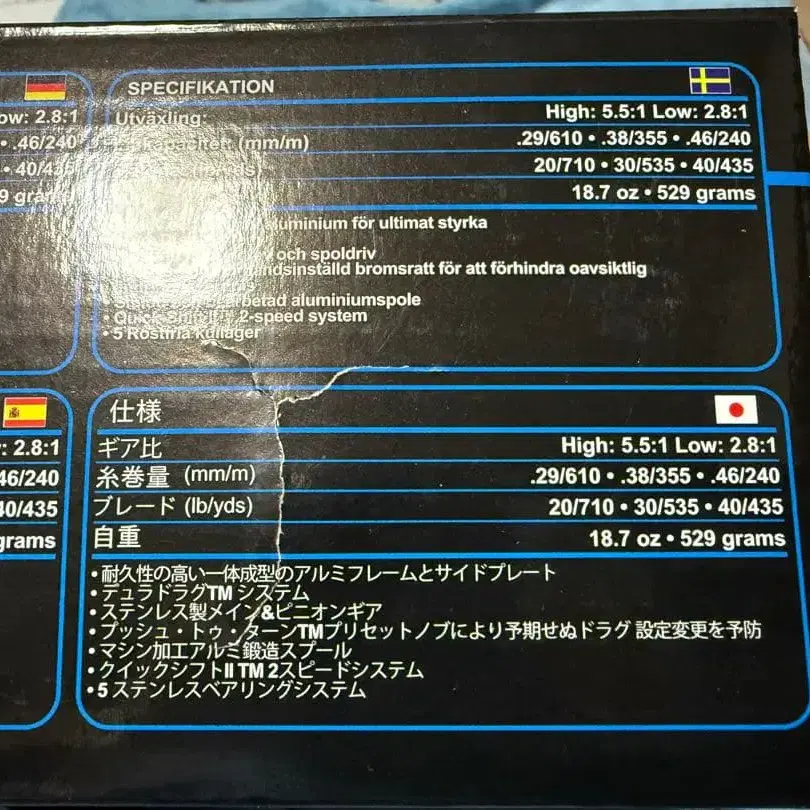 SPECIFIKATION
Utväxling: High: 5.5:1 Low: 2.8:1
(mm/m) .29/610 • .38/355 • .46/240
20/710 • 30/535 • 40/435
18.7 oz • 529 grams
för ultimat styrka
och spoldriv
bromsratt för att förhindra oavsiktlig
aluminiumspole
• Quick 2-speed system
• 5 Rostfria kullager
ow: 2.8:1
• .46/240
• 40/435
9 grams
: 2.8:1
46/240
40/435
grams
仕様
ギア比 High: 5.5:1 Low: 2.8:1
糸巻量 (mm/m) .29/610 • .38/355 • .46/240
ブレード (lb/yds) 20/710 • 30/535 • 40/435
自重 18.7 oz • 529 grams
• 耐久性の高い一体成型のアルミフレームとサイドプレート
• デュラドラグTM システム
• ステンレス製メイン&ピニオンギア
• プッシュ・トゥ・ターンTMプリセットノブにより予期せぬドラグ 設定変更を予防
• マシン加工アルミ鍛造スプール
• クイックシフトII TM 2スピードシステム
• 5 ステンレスベアリングシステム